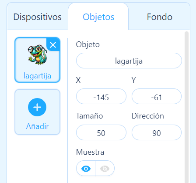 Dispositivos Objetos Fondo
Objeto
lagartija
lagartija
X Y
-145 -61
Añadir
Tamaño Dirección
50 90
Muestra